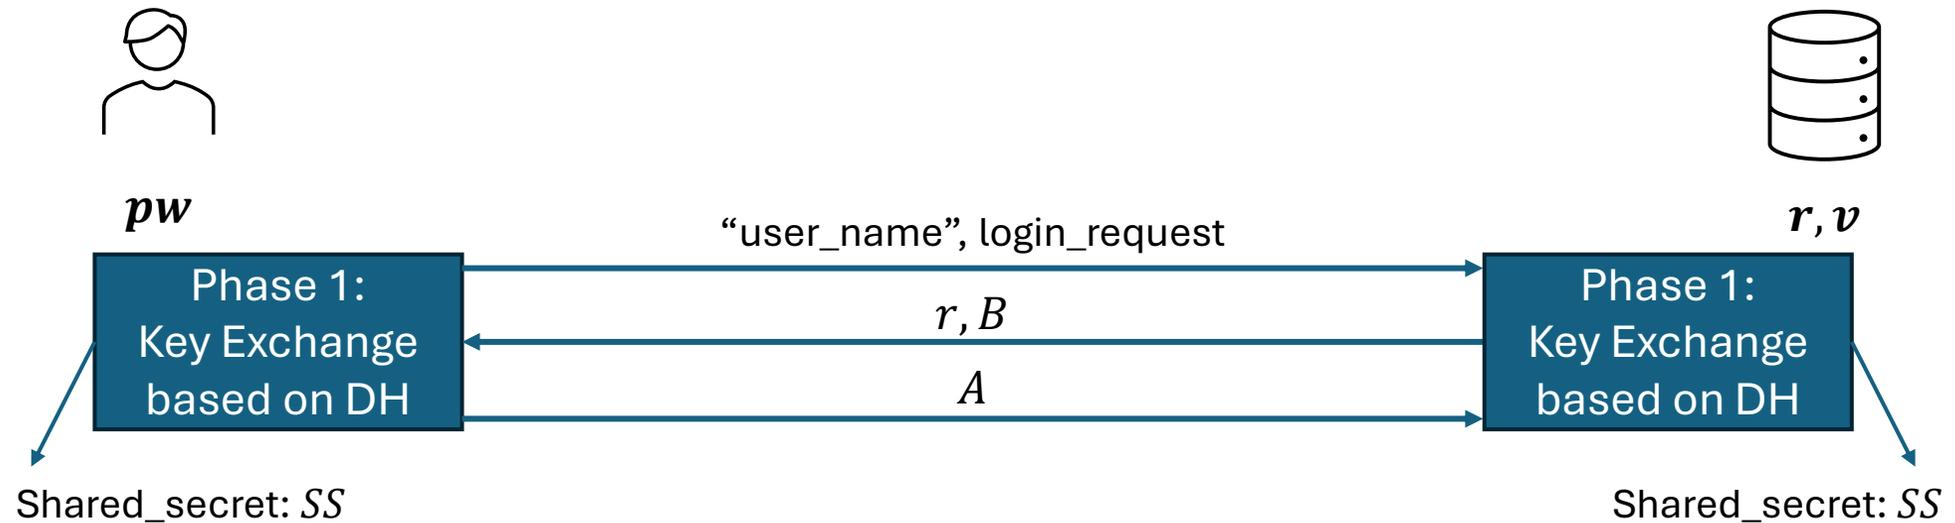 pw
r, v
"user_name", login_request
Phase 1:
Key Exchange
based on DH
r, B
A
Phase 1:
Key Exchange
based on DH
Shared_secret: SS
Shared_secret: SS